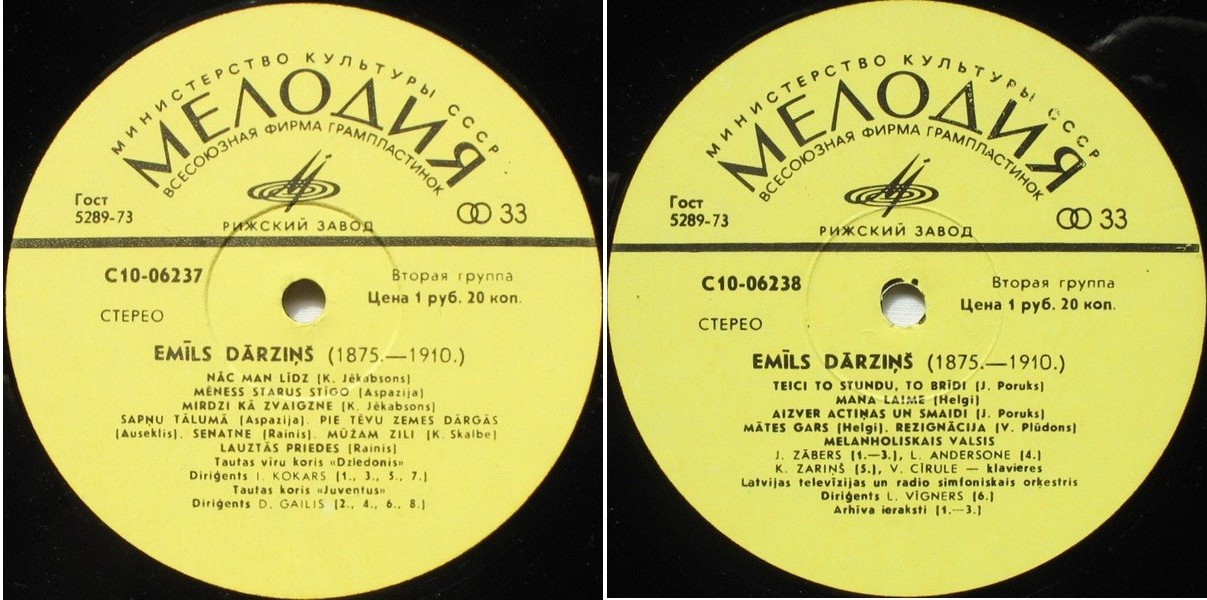 МИНИСТЕРСТВО КУЛЬТУРЫ СССР
МЕЛОДИЯ
ВСЕСОЮЗНАЯ ФИРМА ГРАМПЛАСТИНОК
Гост
5289-73
33
РИЖСКИЙ ЗАВОД
С10-06237
Вторая группа
Цена 1 руб. 20 коп.
СТЕРЕО
EMĪLS DĀRZIŅŠ (1875.—1910.)
NĀC MAN LĪDZ (K. Jēkabsons)
MĒNESS STARUS STĪGO (Aspazija)
MIRDZI KĀ ZVAIGZNE (K. Jēkabsons)
SAPŅU TĀLUMĀ (Aspazija). PIE TĒVU ZEMES DĀRGĀS
(Auseklis). SENATNE (Rainis). MŪŽAM ZILI (K. Skalbe)
LAUZTĀS PRIEDES (Rainis)
Tautas vīru koris «Dziedonis»
Diriģents I. KOKARS (1., 3., 5., 7.)
Tautas koris «Juventus»
Diriģents D. GAILIS (2., 4., 6., 8.)
МИНИСТЕРСТВО КУЛЬТУРЫ СССР
МЕЛОДИЯ
ВСЕСОЮЗНАЯ ФИРМА ГРАМПЛАСТИНОК
Гост
5289-73
33
РИЖСКИЙ ЗАВОД
С10-06238
Вторая группа
Цена 1 руб. 20 коп.
СТЕРЕО
EMĪLS DĀRZIŅŠ (1875.—1910.)
TEICI TO STUNDU, TO BRĪDI (J. Poruks)
MANA LAIME (Helgi)
AIZVER ACTIŅAS UN SMAIDI (J. Poruks)
MĀTES GARS (Helgi). REZIGNĀCIJA (V. Plūdons)
MELANHOLISKAIS VALSIS
J. ZĀBERS (1.—3.), L. ANDERSONE (4.)
K. ZARIŅŠ (5.), V. CĪRULE — klavieres
Latvijas televīzijas un radio simfoniskais orķestris
Diriģents L. VĪGNERS (6.)
Arhīva ieraksti (1.—3.)